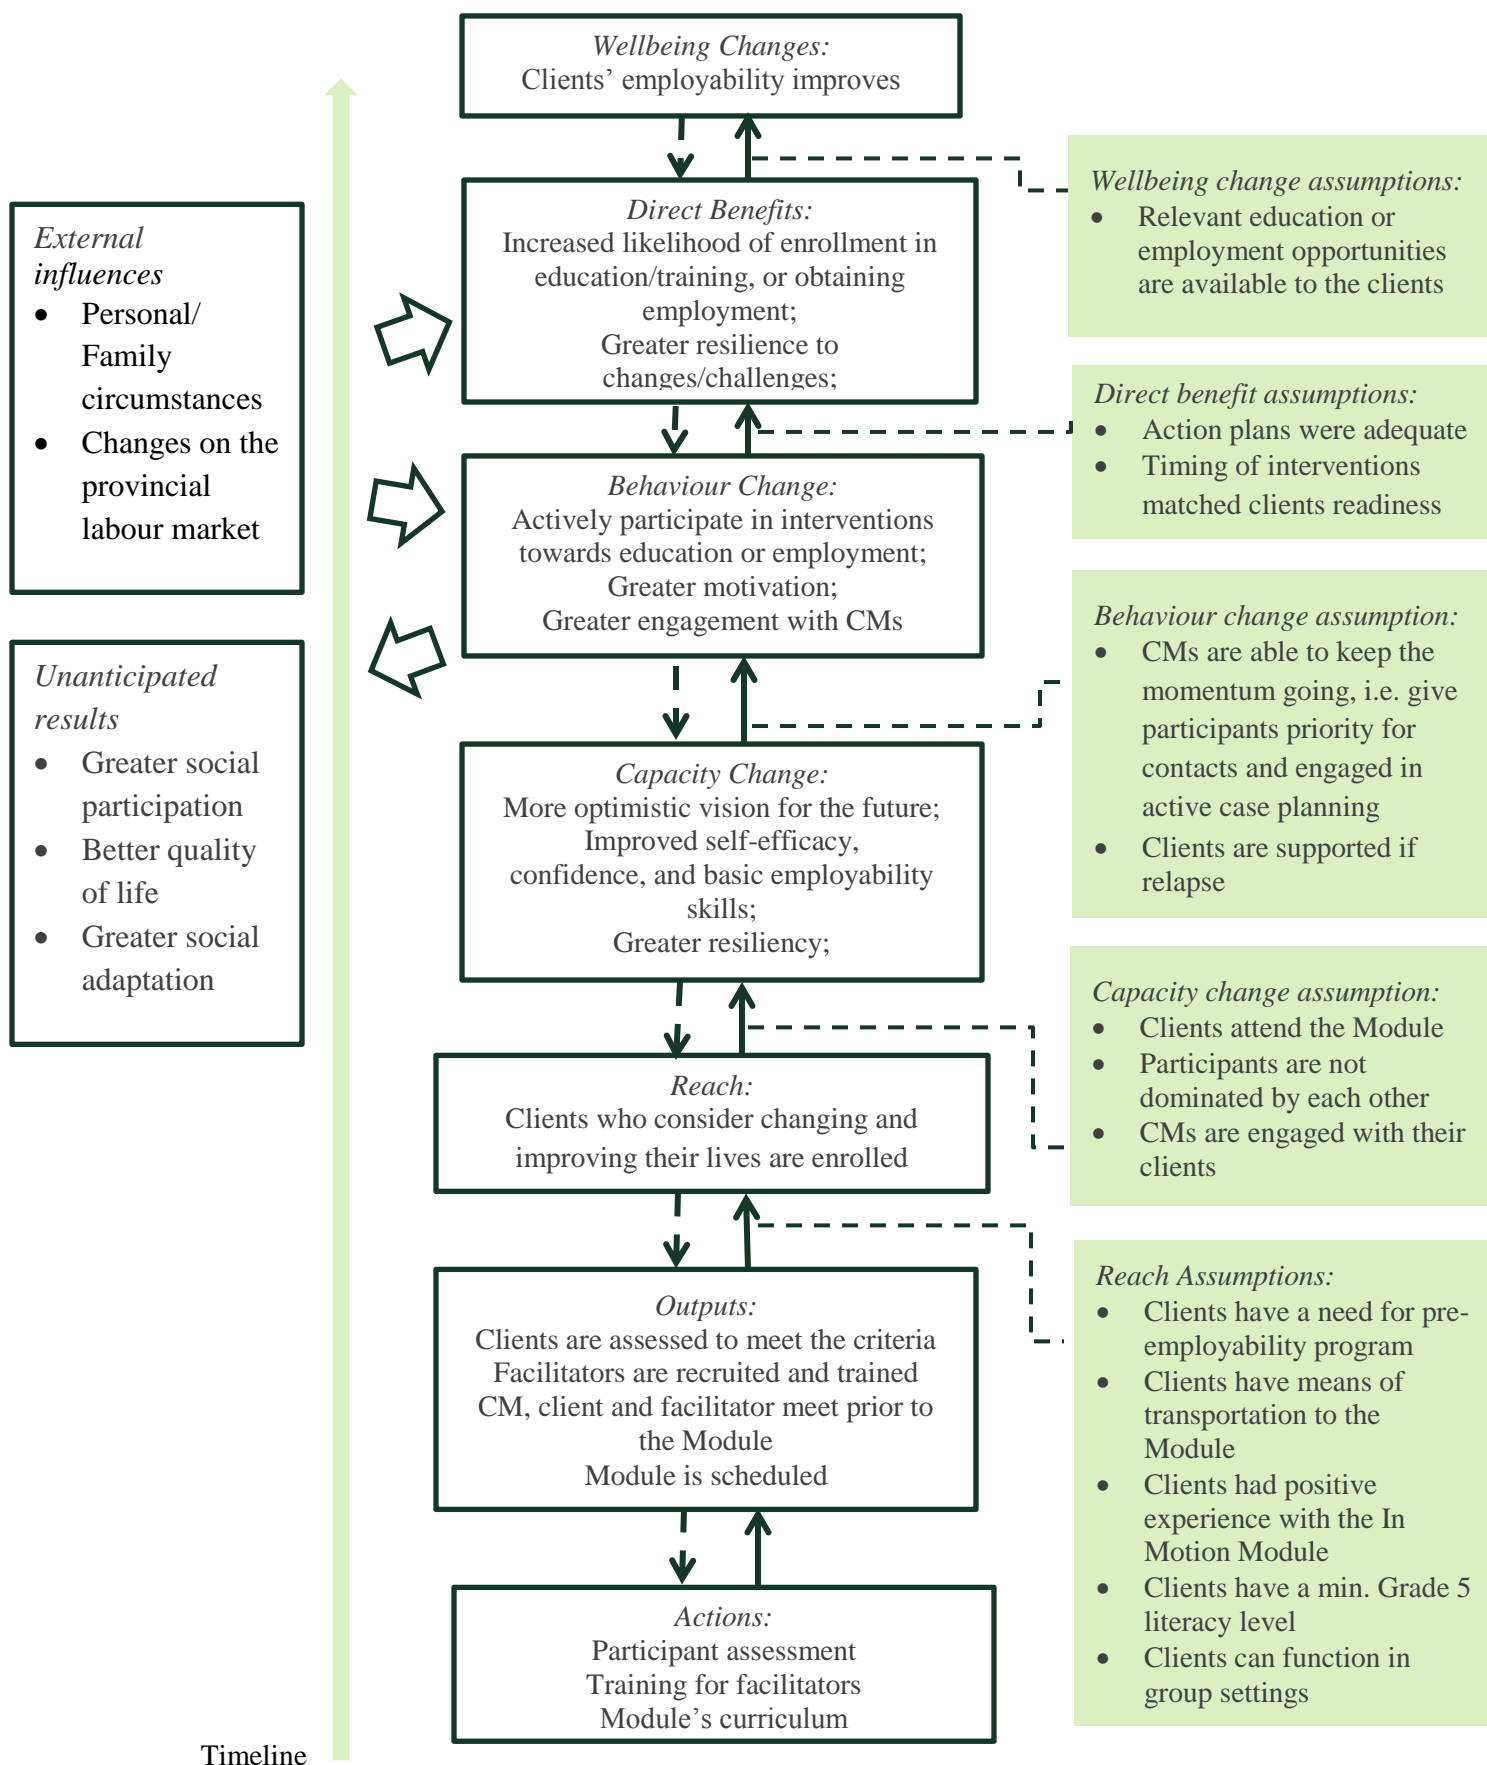 Wellbeing Changes:
Clients’ employability improves
Direct Benefits:
Increased likelihood of enrollment in
education/training, or obtaining
employment;
Greater resilience to
changes/challenges;
Behaviour Change:
Actively participate in interventions
towards education or employment;
Greater motivation;
Greater engagement with CMs
Capacity Change:
More optimistic vision for the future;
Improved self-efficacy,
confidence, and basic employability
skills;
Greater resiliency;
Reach:
Clients who consider changing and
improving their lives are enrolled
Outputs:
Clients are assessed to meet the criteria
Facilitators are recruited and trained
CM, client and facilitator meet prior to
the Module
Module is scheduled
Actions:
Participant assessment
Training for facilitators
Module’s curriculum
External
influences
• Personal/
Family
circumstances
• Changes on the
provincial
labour market
Unanticipated
results
• Greater social
participation
• Better quality
of life
• Greater social
adaptation
Wellbeing change assumptions:
• Relevant education or
employment opportunities
are available to the clients
Direct benefit assumptions:
• Action plans were adequate
• Timing of interventions
matched clients readiness
Behaviour change assumption:
• CMs are able to keep the
momentum going, i.e. give
participants priority for
contacts and engaged in
active case planning
• Clients are supported if
relapse
Capacity change assumption:
• Clients attend the Module
• Participants are not
dominated by each other
• CMs are engaged with their
clients
Reach Assumptions:
• Clients have a need for pre-
employability program
• Clients have means of
transportation to the
Module
• Clients had positive
experience with the In
Motion Module
• Clients have a min. Grade 5
literacy level
• Clients can function in
group settings
Timeline